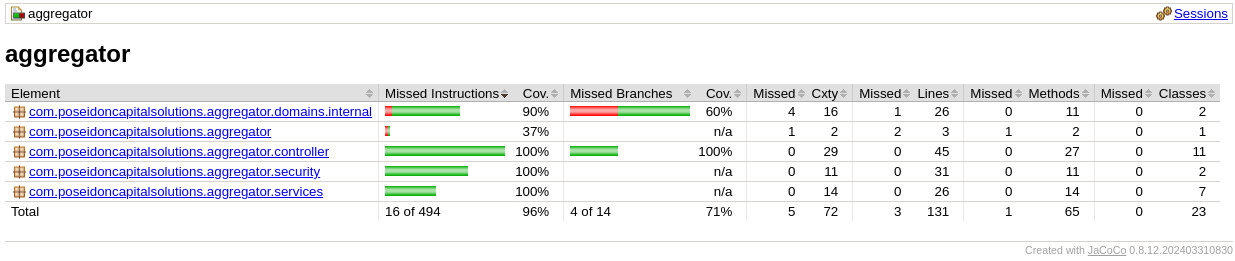 aggregator Sessions
aggregator
Element Missed Instructions Cov. Missed Branches Cov. Missed Cxty Missed Lines Missed Methods Missed Classes
com.poseidoncapitalsolutions.aggregator.domains.internal 90% 60% 4 16 1 26 0 11 0 2
com.poseidoncapitalsolutions.aggregator 37% n/a 1 2 2 3 1 2 0 1
com.poseidoncapitalsolutions.aggregator.controller 100% 100% 0 29 0 45 0 27 0 11
com.poseidoncapitalsolutions.aggregator.security 100% n/a 0 11 0 31 0 11 0 2
com.poseidoncapitalsolutions.aggregator.services 100% n/a 0 14 0 26 0 14 0 7
Total 16 of 494 96% 4 of 14 71% 5 72 3 131 1 65 0 23
Created with JaCoCo 0.8.12.202403310830